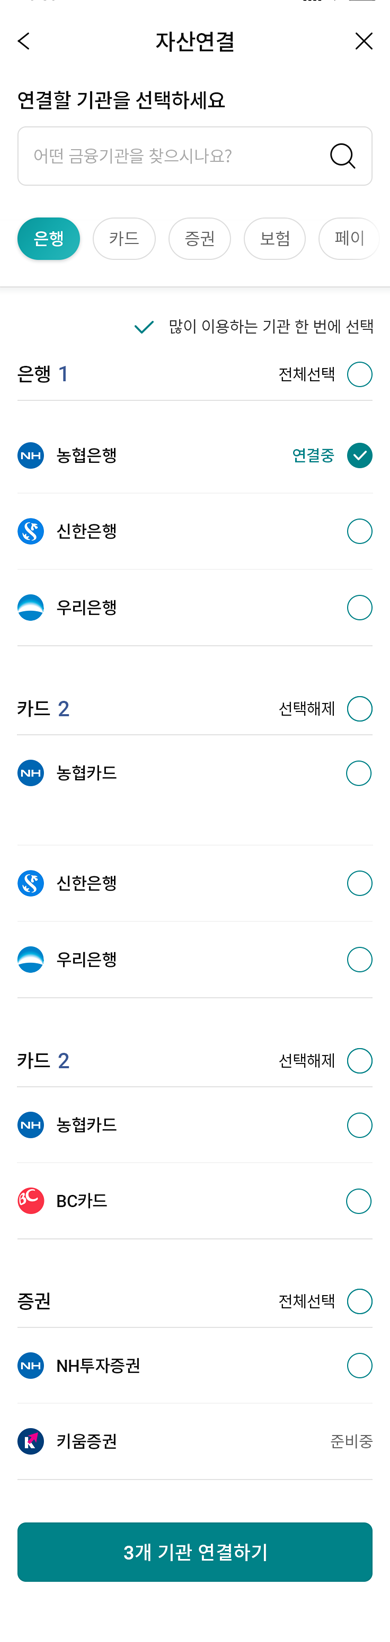 자산연결
연결할 기관을 선택하세요
어떤 금융기관을 찾으시나요?
은행 카드 증권 보험 페이
많이 이용하는 기관 한 번에 선택
은행 1 전체선택
NH 농협은행 연결중
신한은행
우리은행
카드 2 선택해제
NH 농협카드
신한은행
우리은행
카드 2 선택해제
NH 농협카드
BC BC카드
증권 전체선택
NH NH투자증권
K 키움증권 준비중
3개 기관 연결하기